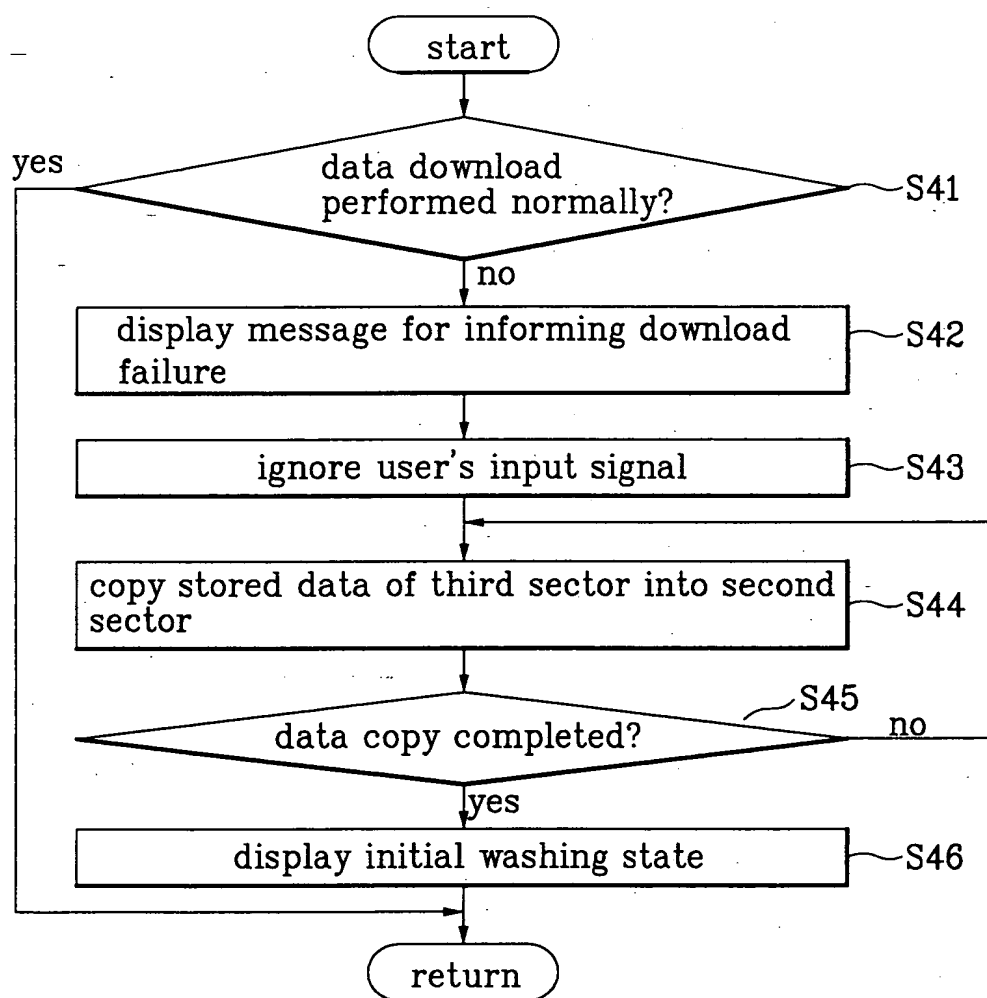 start
yes
data download
performed normally?
S41
no
display message for informing download
failure
S42
ignore user's input signal
S43
copy stored data of third sector into second
sector
S44
S45
data copy completed?
no
yes
display initial washing state
S46
return